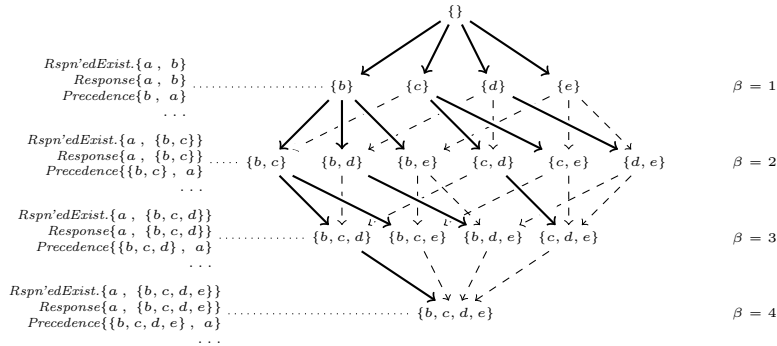 {}
Rspn'edExist.{a , b}
Response{a , b}
Precedence{b , a}
. . .
{b} {c} {d} {e} β = 1
Rspn'edExist.{a , {b, c}}
Response{a , {b, c}}
Precedence{{b, c} , a}
. . .
{b, c} {b, d} {b, e} {c, d} {c, e} {d, e} β = 2
Rspn'edExist.{a , {b, c, d}}
Response{a , {b, c, d}}
Precedence{{b, c, d} , a}
. . .
{b, c, d} {b, c, e} {b, d, e} {c, d, e} β = 3
Rspn'edExist.{a , {b, c, d, e}}
Response{a , {b, c, d, e}}
Precedence{{b, c, d, e} , a}
. . .
{b, c, d, e} β = 4